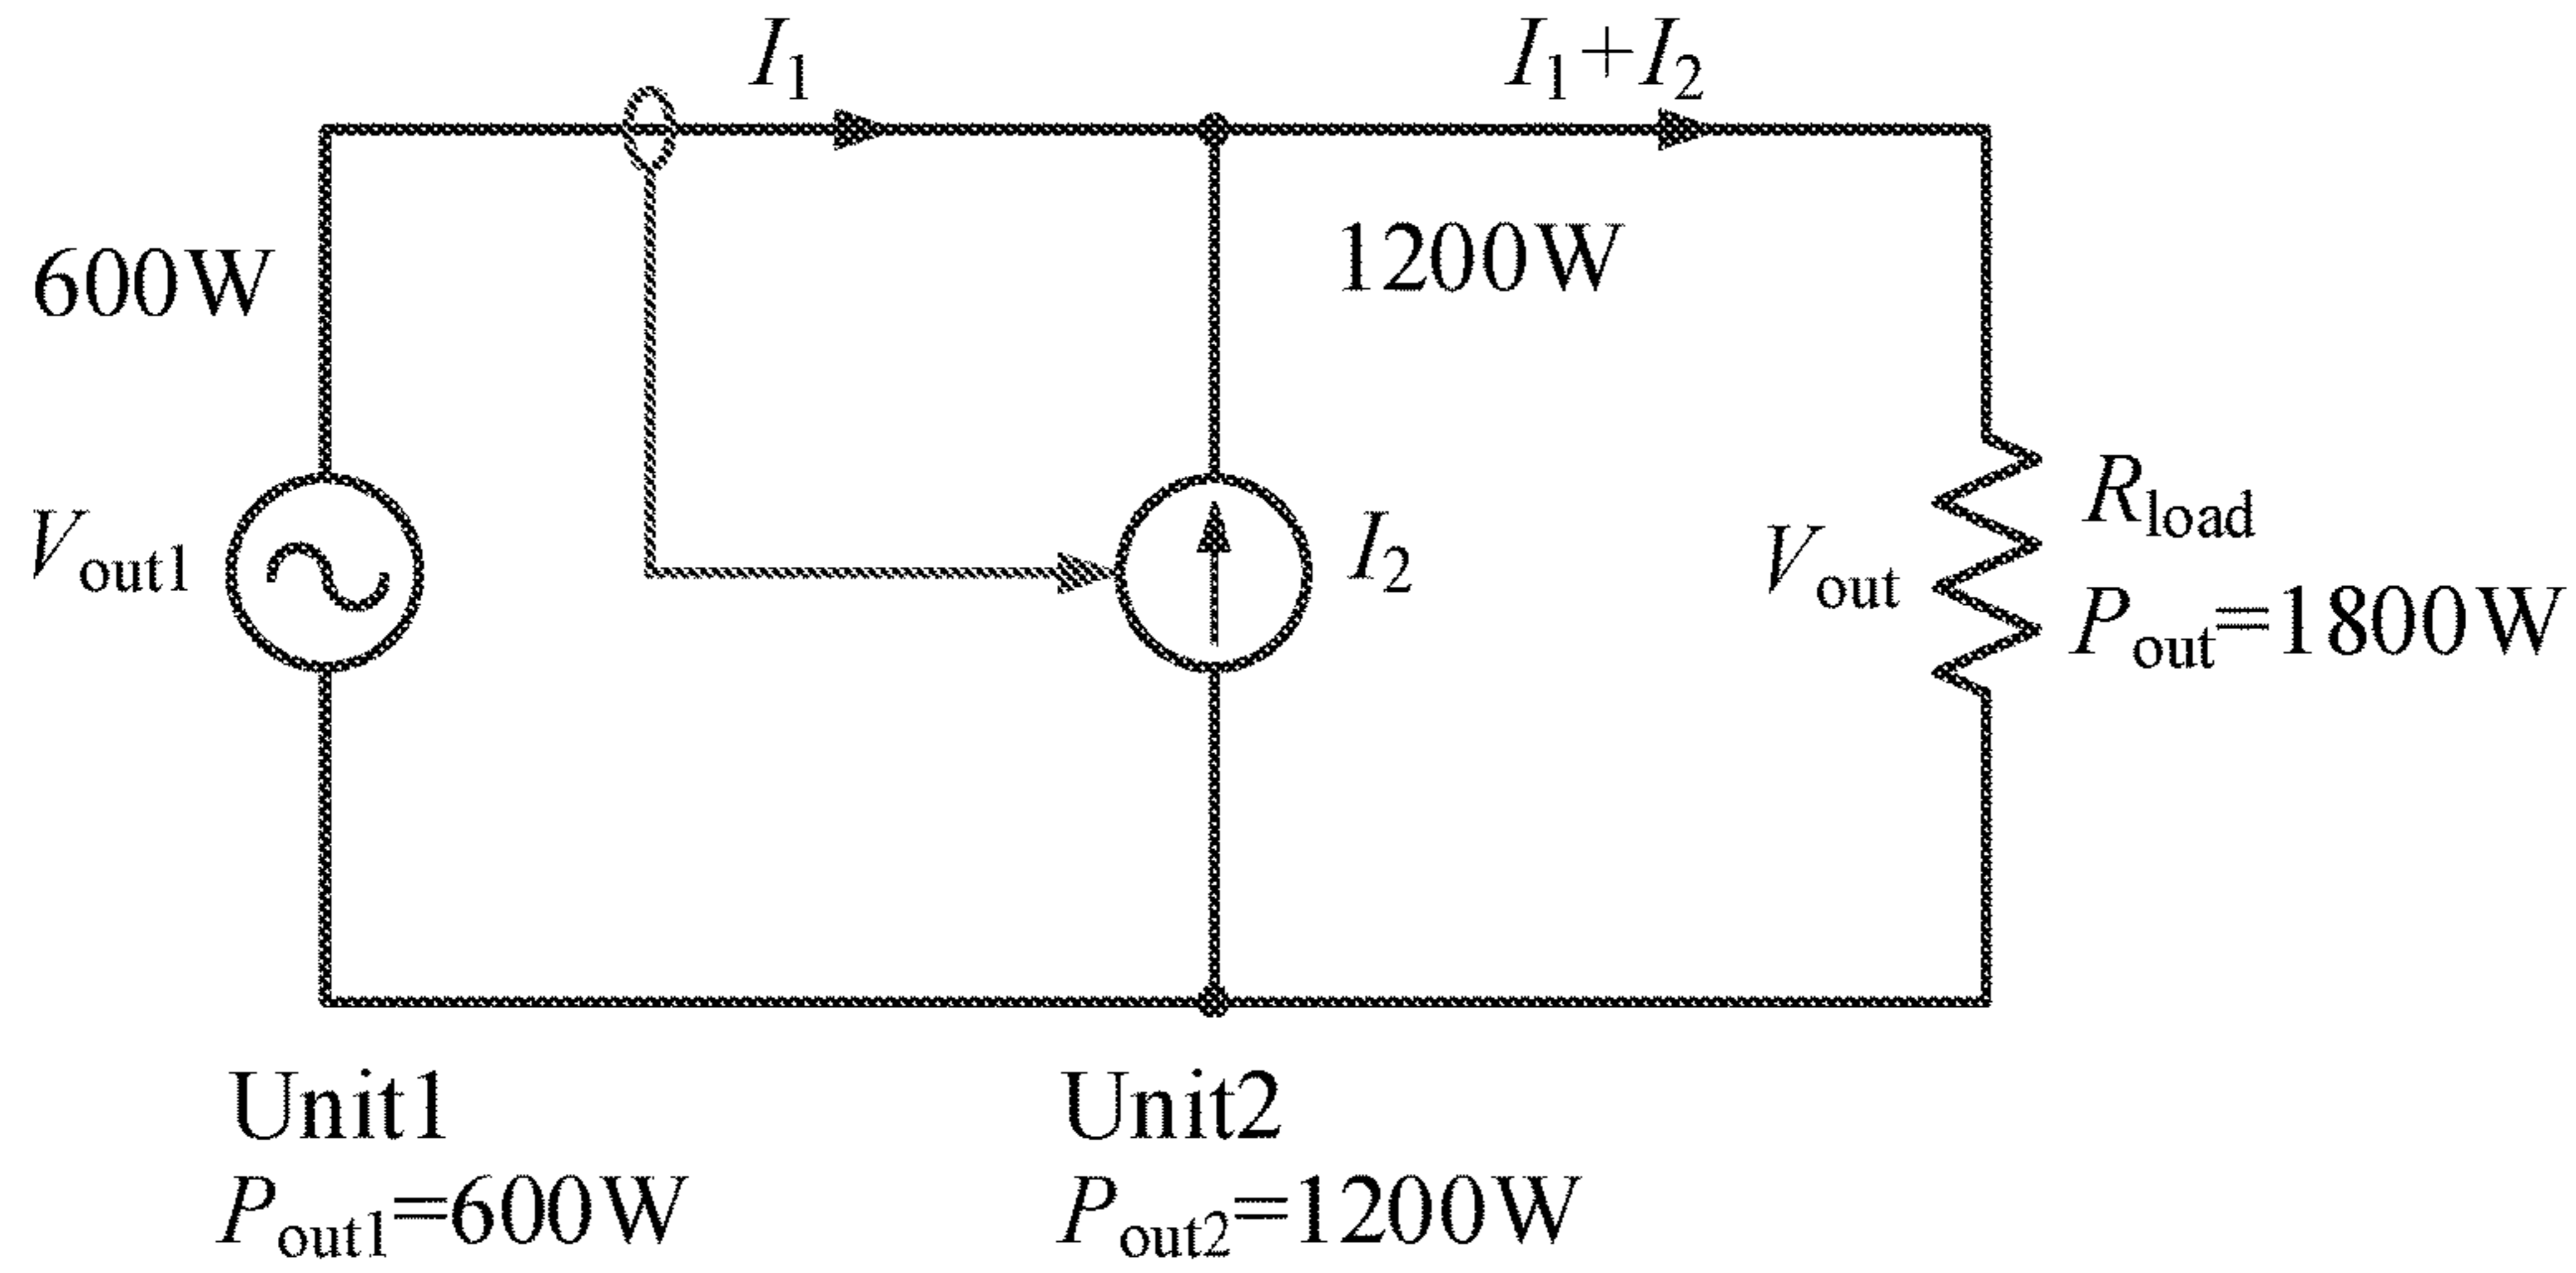 I1
I1+I2
600W
1200W
Vout1
I2
Vout
Rload
Pout=1800W
Unit1
Pout1=600W
Unit2
Pout2=1200W